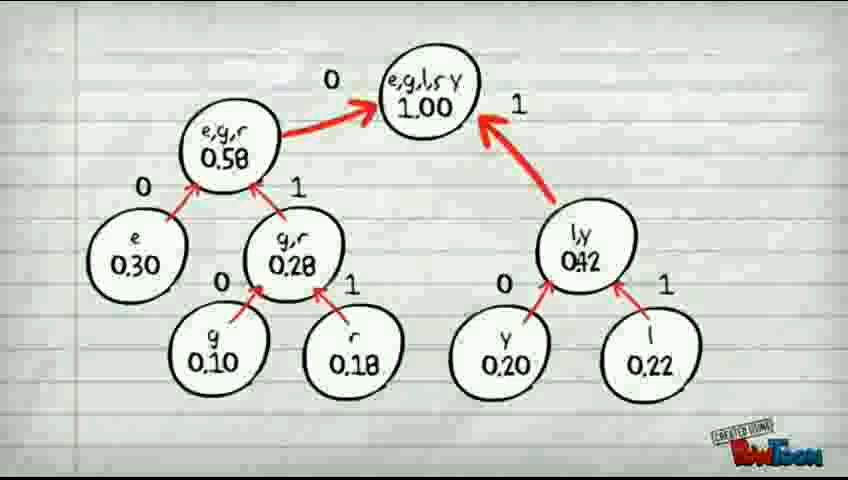 0
e,g,l,r y
1.00
1
e,g,r
0.58
0
1
e
0.30
g,r
0.28
l,y
0.42
0
1
0
1
g
0.10
r
0.18
y
0.20
l
0.22
CREATED USING
POWTOON